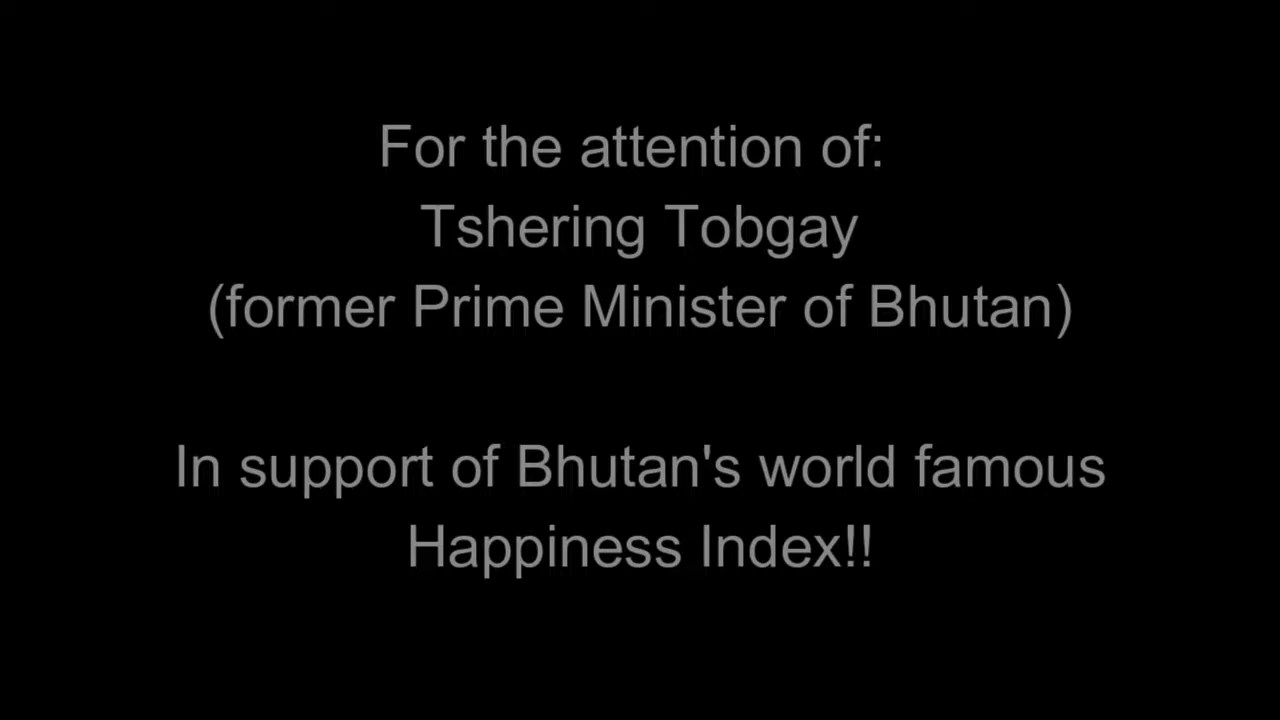 For the attention of:
Tshering Tobgay
(former Prime Minister of Bhutan)
In support of Bhutan's world famous
Happiness Index!!